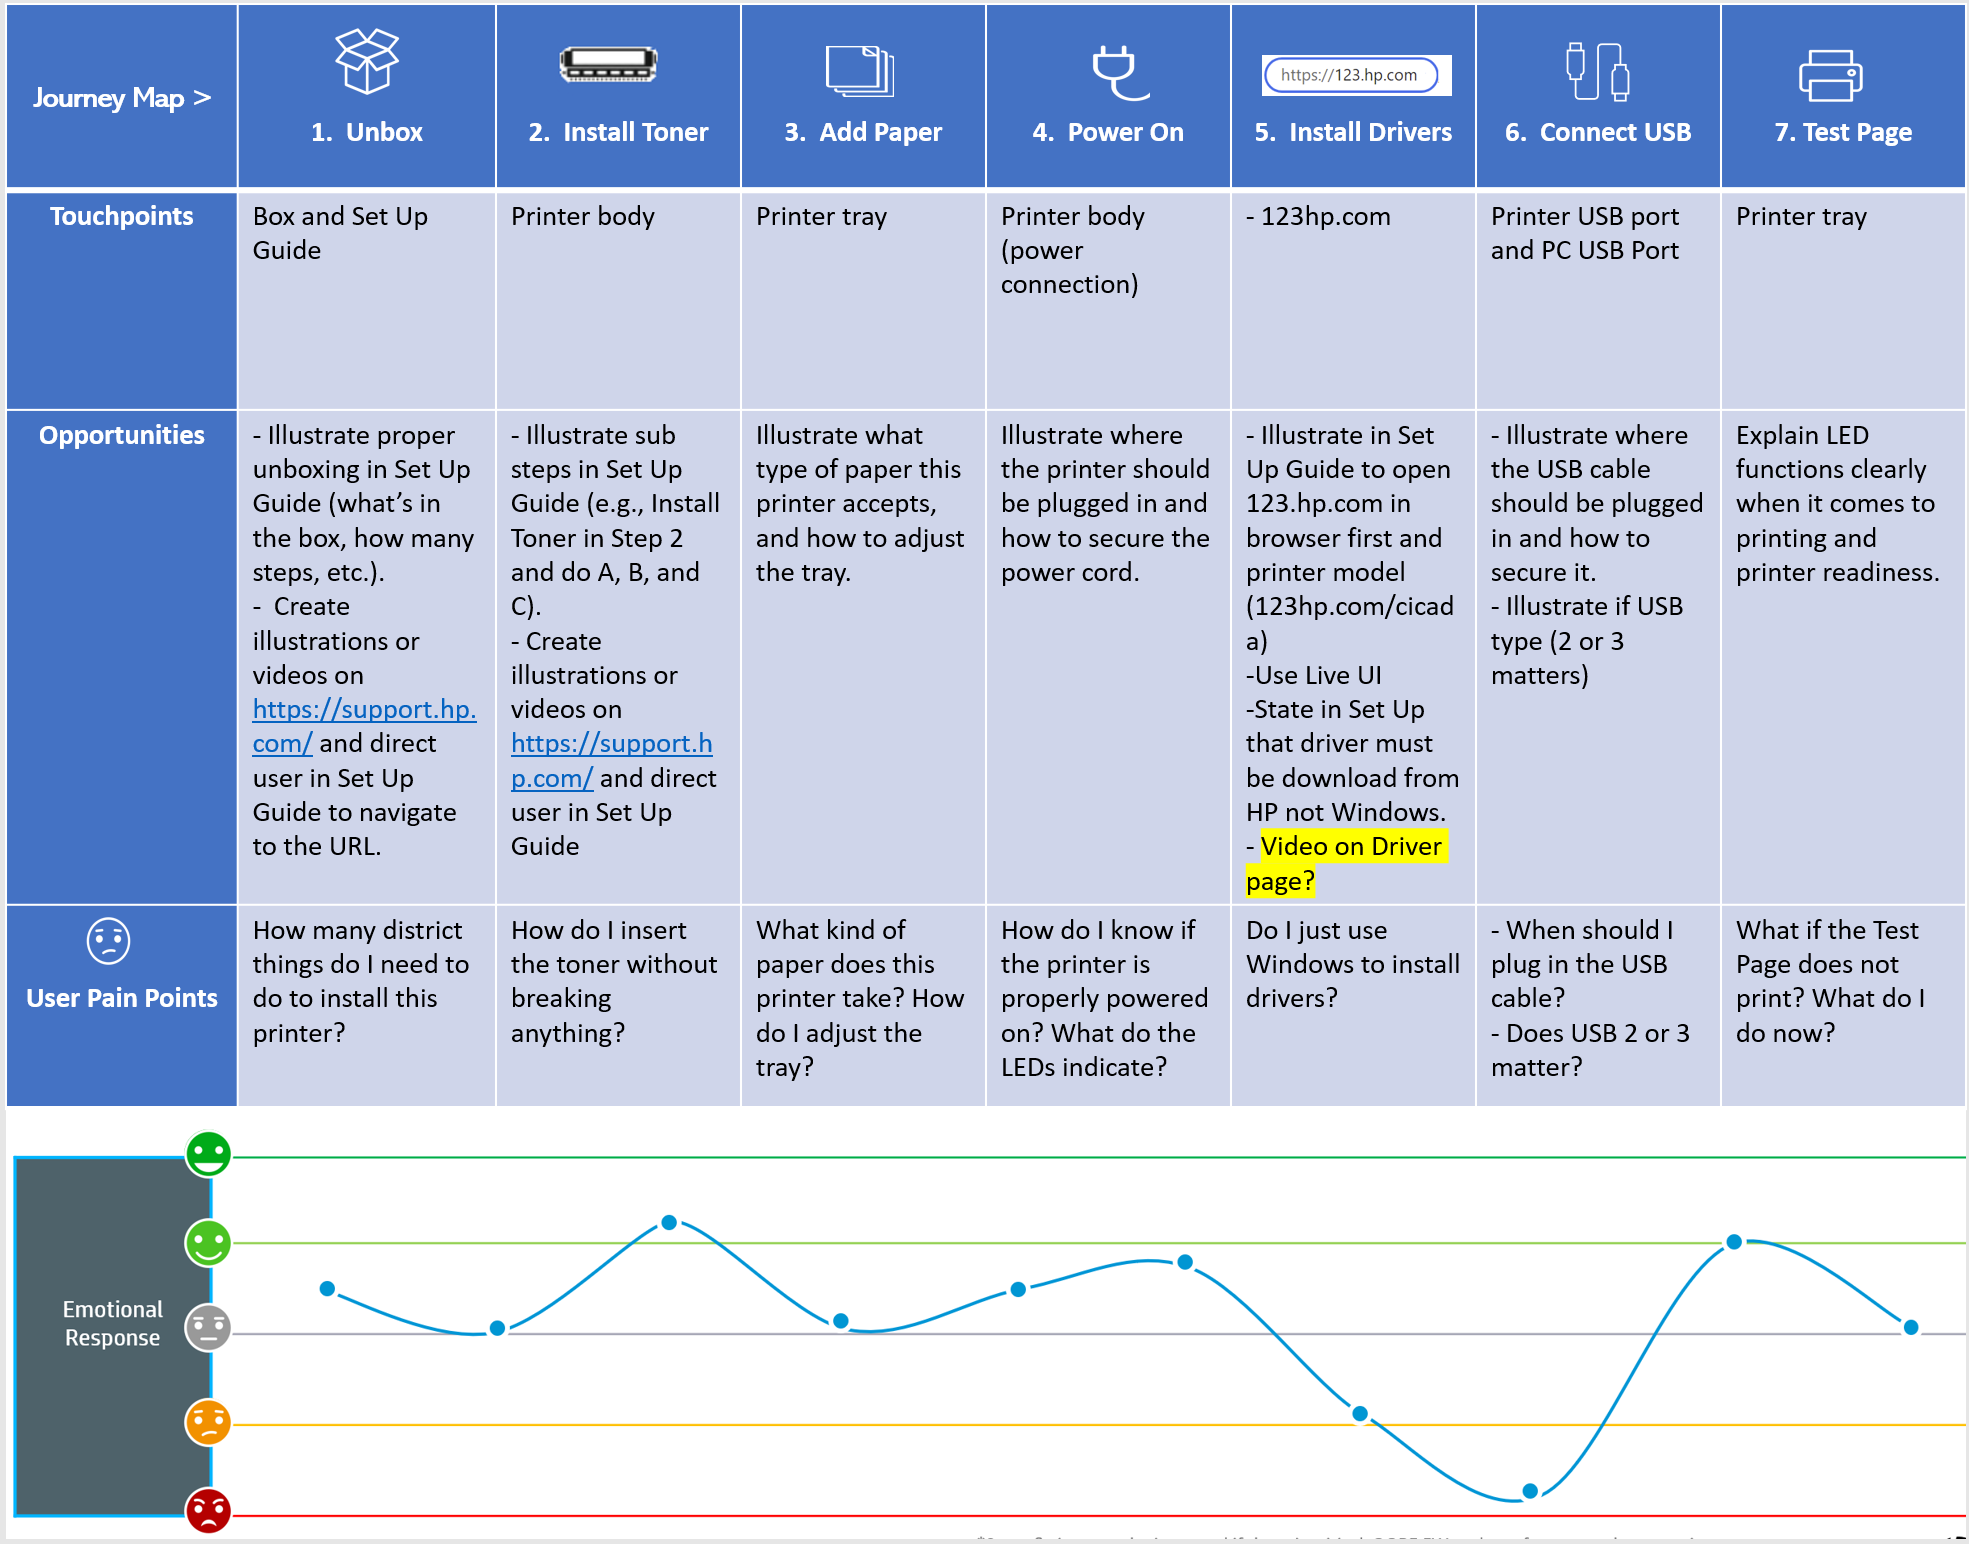 Journey Map >
1. Unbox
2. Install Toner
3. Add Paper
4. Power On
https://123.hp.com
5. Install Drivers
6. Connect USB
7. Test Page
Touchpoints
Box and Set Up
Guide
Printer body
Printer tray
Printer body
(power
connection)
- 123hp.com
Printer USB port
and PC USB Port
Printer tray
Opportunities
- Illustrate proper
unboxing in Set Up
Guide (what's in
the box, how many
steps, etc.).
- Create
illustrations or
videos on
https://support.hp.
com/ and direct
user in Set Up
Guide to navigate
to the URL.
- Illustrate sub
steps in Set Up
Guide (e.g., Install
Toner in Step 2
and do A, B, and
C).
- Create
illustrations or
videos on
https://support.h
p.com/ and direct
user in Set Up
Guide
Illustrate what
type of paper this
printer accepts,
and how to adjust
the tray.
Illustrate where
the printer should
be plugged in and
how to secure the
power cord.
- Illustrate in Set
Up Guide to open
123.hp.com in
browser first and
printer model
(123hp.com/cicad
a)
-Use Live UI
-State in Set Up
that driver must
be download from
HP not Windows.
- Video on Driver
page?
- Illustrate where
the USB cable
should be plugged
in and how to
secure it.
- Illustrate if USB
type (2 or 3
matters)
Explain LED
functions clearly
when it comes to
printing and
printer readiness.
User Pain Points
How many district
things do I need to
do to install this
printer?
How do I insert
the toner without
breaking
anything?
What kind of
paper does this
printer take? How
do I adjust the
tray?
How do I know if
the printer is
properly powered
on? What do the
LEDs indicate?
Do I just use
Windows to install
drivers?
- When should I
plug in the USB
cable?
- Does USB 2 or 3
matter?
What if the Test
Page does not
print? What do I
do now?
Emotional
Response